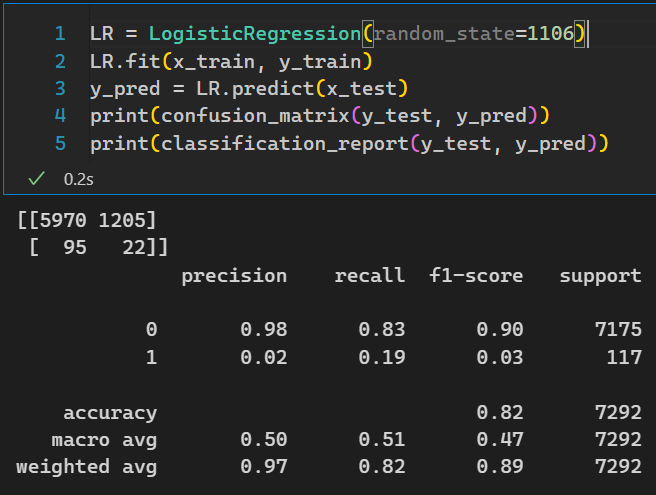 1 LR = LogisticRegression(random_state=1106)
2 LR.fit(x_train, y_train)
3 y_pred = LR.predict(x_test)
4 print(confusion_matrix(y_test, y_pred))
5 print(classification_report(y_test, y_pred))
0.2s
[[5970 1205]
[ 95 22]]
precision recall f1-score support
0 0.98 0.83 0.90 7175
1 0.02 0.19 0.03 117
accuracy 0.82 7292
macro avg 0.50 0.51 0.47 7292
weighted avg 0.97 0.82 0.89 7292